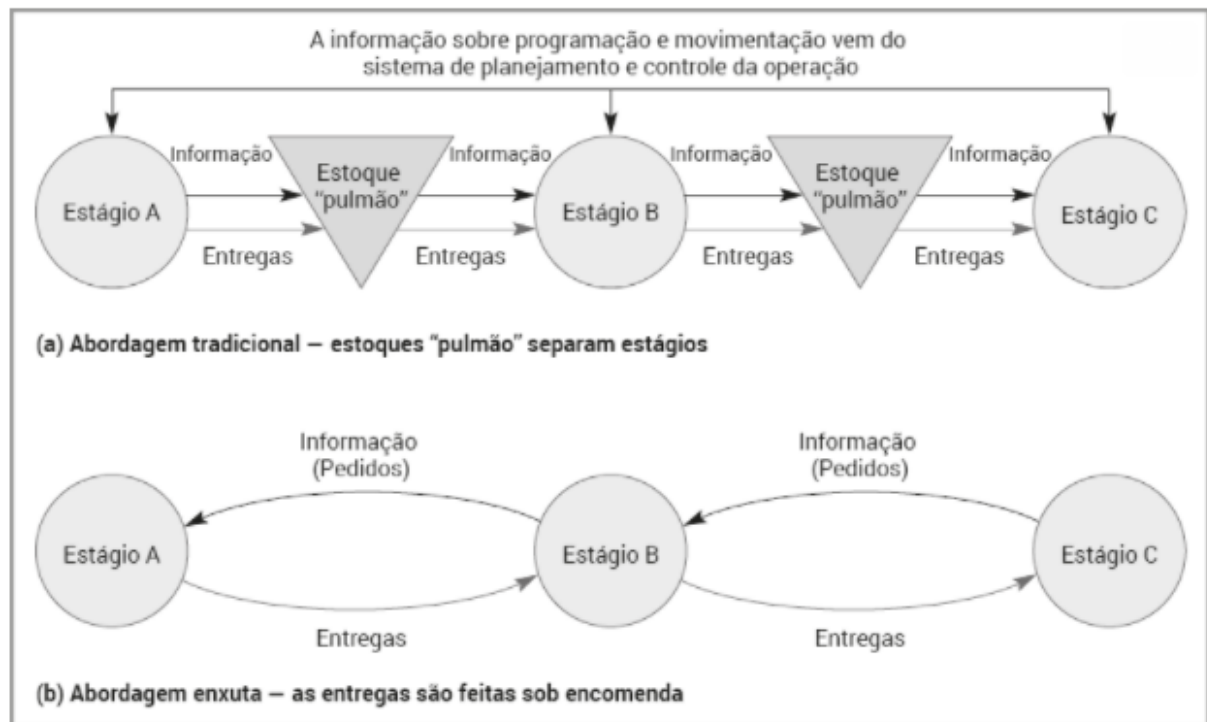 A informação sobre programação e movimentação vem do
sistema de planejamento e controle da operação
Informação
Informação
Informação
Informação
Estágio A
Estoque
“pulmão”
Estágio B
Estoque
“pulmão”
Estágio C
Entregas
Entregas
Entregas
Entregas
(a) Abordagem tradicional — estoques “pulmão” separam estágios
Informação
(Pedidos)
Informação
(Pedidos)
Estágio A
Estágio B
Estágio C
Entregas
Entregas
(b) Abordagem enxuta — as entregas são feitas sob encomenda